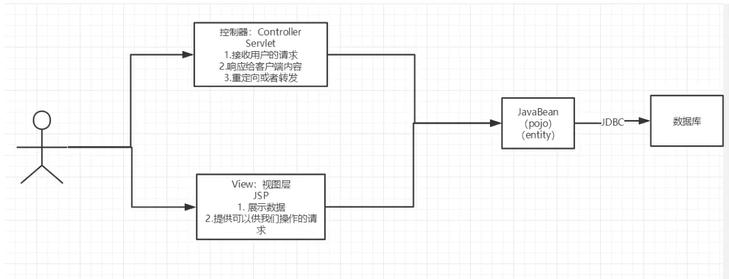 控制器：Controller
Servlet
1.接收用户的请求
2.响应给客户端内容
3.重定向或者转发
JavaBean
（pojo）
（entity）
JDBC
数据库
View：视图层
JSP
1. 展示数据
2.提供可以供我们操作的请
求